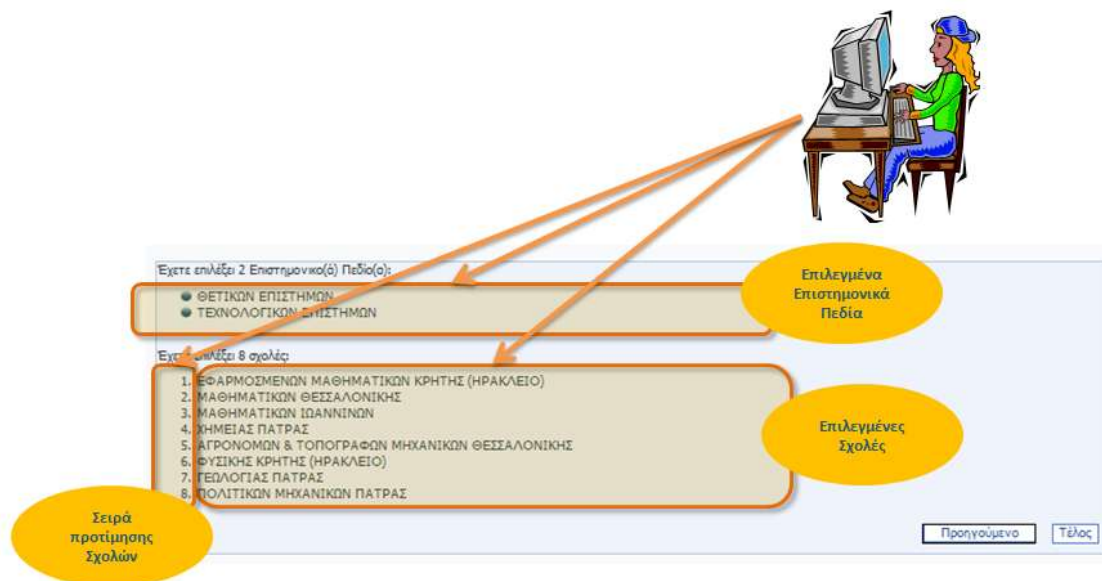 Έχετε επιλέξει 2 Επιστημονικο(ά) Πεδίο(α):
ΘΕΤΙΚΩΝ ΕΠΙΣΤΗΜΩΝ
ΤΕΧΝΟΛΟΓΙΚΩΝ ΕΠΙΣΤΗΜΩΝ
Επιλεγμένα
Επιστημονικά
Πεδία
Έχετε επιλέξει 8 σχολές:
1. ΕΦΑΡΜΟΣΜΕΝΩΝ ΜΑΘΗΜΑΤΙΚΩΝ ΚΡΗΤΗΣ (ΗΡΑΚΛΕΙΟ)
2. ΜΑΘΗΜΑΤΙΚΩΝ ΘΕΣΣΑΛΟΝΙΚΗΣ
3. ΜΑΘΗΜΑΤΙΚΩΝ ΙΩΑΝΝΙΝΩΝ
4. ΧΗΜΕΙΑΣ ΠΑΤΡΑΣ
5. ΑΓΡΟΝΟΜΩΝ & ΤΟΠΟΓΡΑΦΩΝ ΜΗΧΑΝΙΚΩΝ ΘΕΣΣΑΛΟΝΙΚΗΣ
6. ΦΥΣΙΚΗΣ ΚΡΗΤΗΣ (ΗΡΑΚΛΕΙΟ)
7. ΓΕΩΛΟΓΙΑΣ ΠΑΤΡΑΣ
8. ΠΟΛΙΤΙΚΩΝ ΜΗΧΑΝΙΚΩΝ ΠΑΤΡΑΣ
Επιλεγμένες
Σχολές
Σειρά
προτίμησης
Σχολών
Προηγούμενο
Τέλος